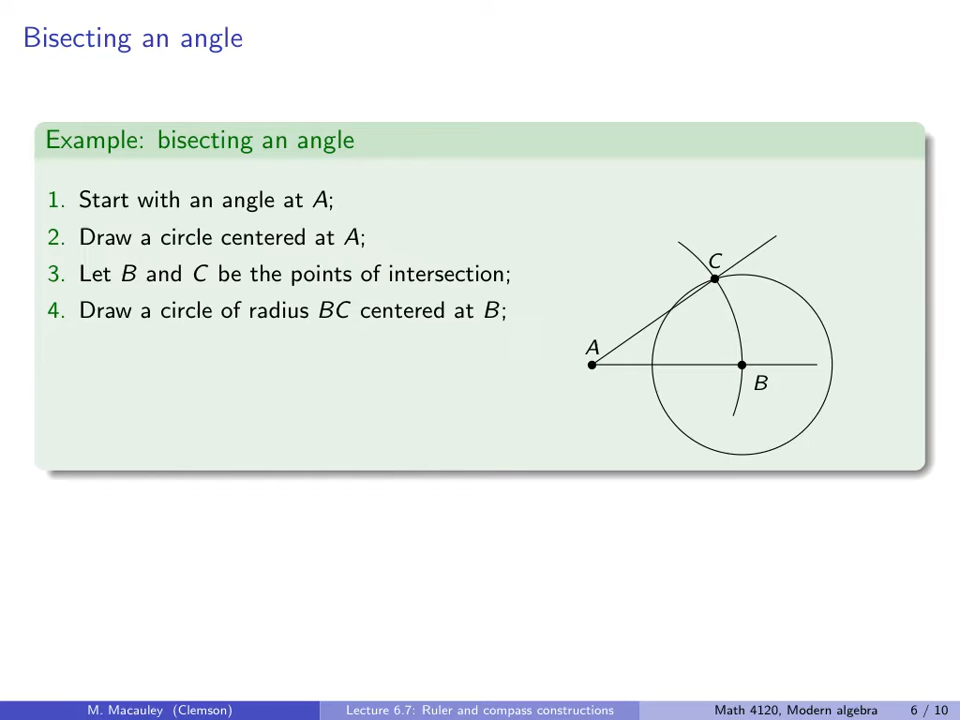 Bisecting an angle
Example: bisecting an angle
1. Start with an angle at A;
2. Draw a circle centered at A;
3. Let B and C be the points of intersection;
4. Draw a circle of radius BC centered at B;
C
A
B
M. Macauley (Clemson) Lecture 6.7: Ruler and compass constructions Math 4120, Modern algebra 6 / 10